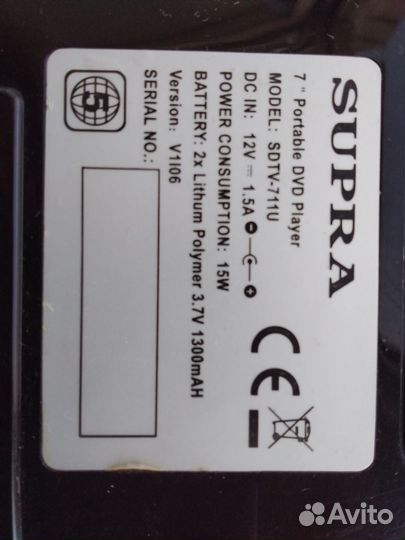 SUPRA
7 " Portable DVD Player
MODEL: SDTV-711U
DC IN: 12V 1.5A
POWER CONSUMPTION: 15W
BATTERY: 2x Lithum Polymer 3.7V 1300mAH
Version: V1106
SERIAL NO.:
5
CE
Avito